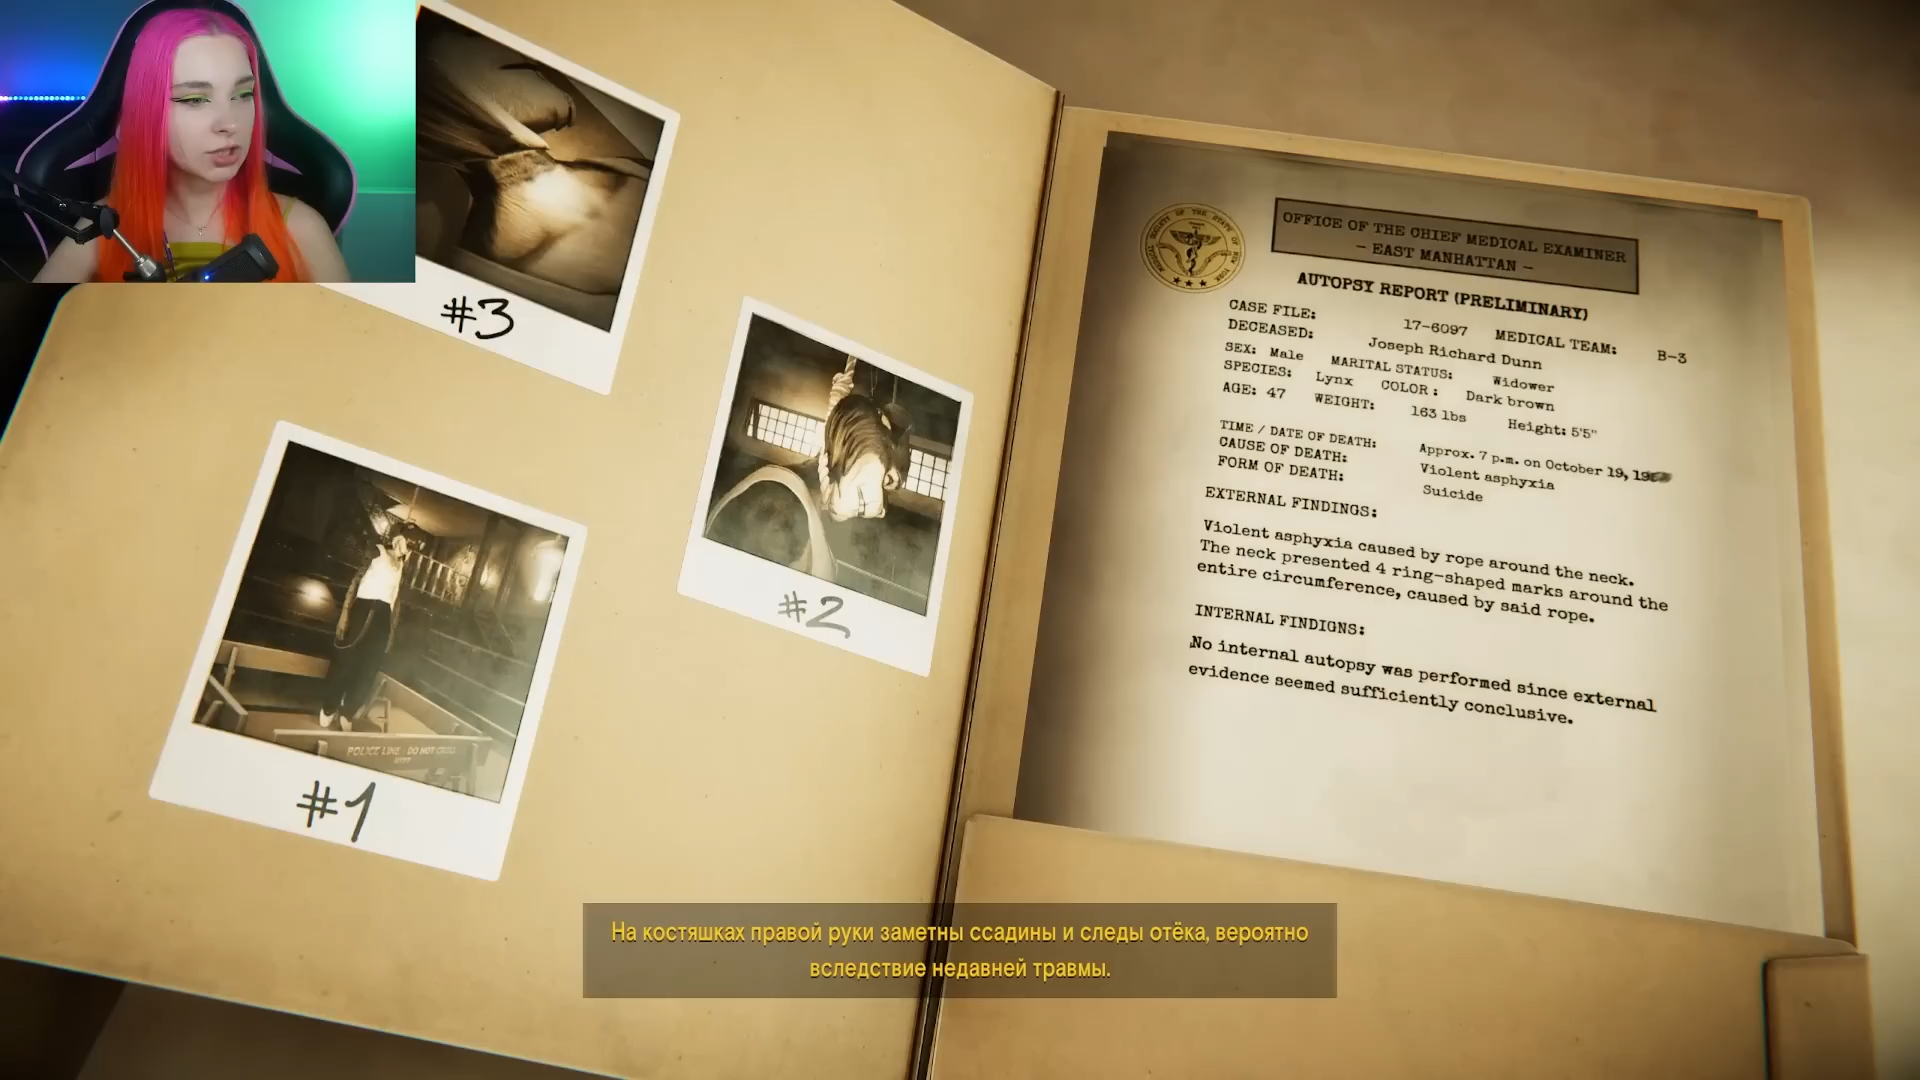 #3
#2
#1
POLICE LINE - DO NOT CROSS
OFFICE OF THE CHIEF MEDICAL EXAMINER
- EAST MANHATTAN -
AUTOPSY REPORT (PRELIMINARY)
CASE FILE: 17-6097 MEDICAL TEAM: B-3
DECEASED: Joseph Richard Dunn
SEX: Male MARITAL STATUS: Widower
SPECIES: Lynx COLOR: Dark brown
AGE: 47 WEIGHT: 163 lbs Height: 5'5"
TIME / DATE OF DEATH: Approx. 7 p.m. on October 19, 19
CAUSE OF DEATH: Violent asphyxia
FORM OF DEATH: Suicide
EXTERNAL FINDINGS:
Violent asphyxia caused by rope around the neck.
The neck presented 4 ring-shaped marks around the
entire circumference, caused by said rope.
INTERNAL FINDIGNS:
No internal autopsy was performed since external
evidence seemed sufficiently conclusive.
На костяшках правой руки заметны ссадины и следы отёка, вероятно
вследствие недавней травмы.